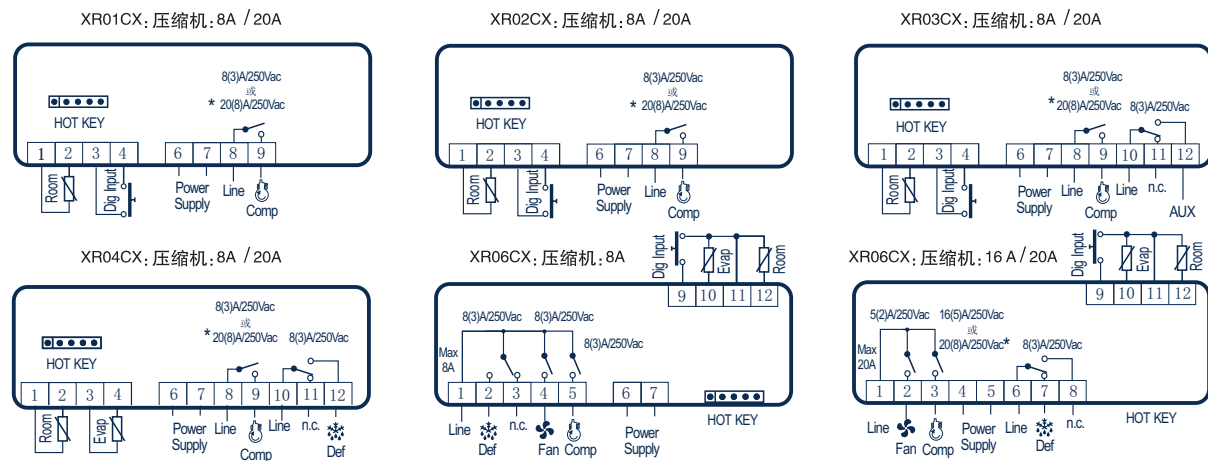 XR01CX: 压缩机: 8A / 20A
8(3)A/250Vac
或
* 20(8)A/250Vac
HOT KEY
1 2 3 4 6 7 8 9
Room
Dig Input
Power Supply
Line
Comp
XR02CX: 压缩机: 8A / 20A
8(3)A/250Vac
或
* 20(8)A/250Vac
HOT KEY
1 2 3 4 6 7 8 9
Room
Dig Input
Power Supply
Line
Comp
XR03CX: 压缩机: 8A / 20A
8(3)A/250Vac
或
* 20(8)A/250Vac 8(3)A/250Vac
HOT KEY
1 2 3 4 6 7 8 9 10 11 12
Room
Dig Input
Power Supply
Line
Comp
Line
n.c.
AUX
XR04CX: 压缩机: 8A / 20A
8(3)A/250Vac
或
* 20(8)A/250Vac 8(3)A/250Vac
HOT KEY
1 2 3 4 6 7 8 9 10 11 12
Room
Evap
Power Supply
Line
Comp
Line
n.c.
Def
XR06CX: 压缩机: 8A
Dig Input
Evap
Room
9 10 11 12
8(3)A/250Vac 8(3)A/250Vac
8(3)A/250Vac
Max 8A
1 2 3 4 5 6 7
HOT KEY
Line
Def
n.c.
Fan
Comp
Power Supply
XR06CX: 压缩机: 16 A / 20A
Dig Input
Evap
Room
9 10 11 12
5(2)A/250Vac 16(5)A/250Vac
或
20(8)A/250Vac* 8(3)A/250Vac
Max 20A
1 2 3 4 5 6 7 8
HOT KEY
Line
Fan
Comp
Power Supply
Line
Def
n.c.